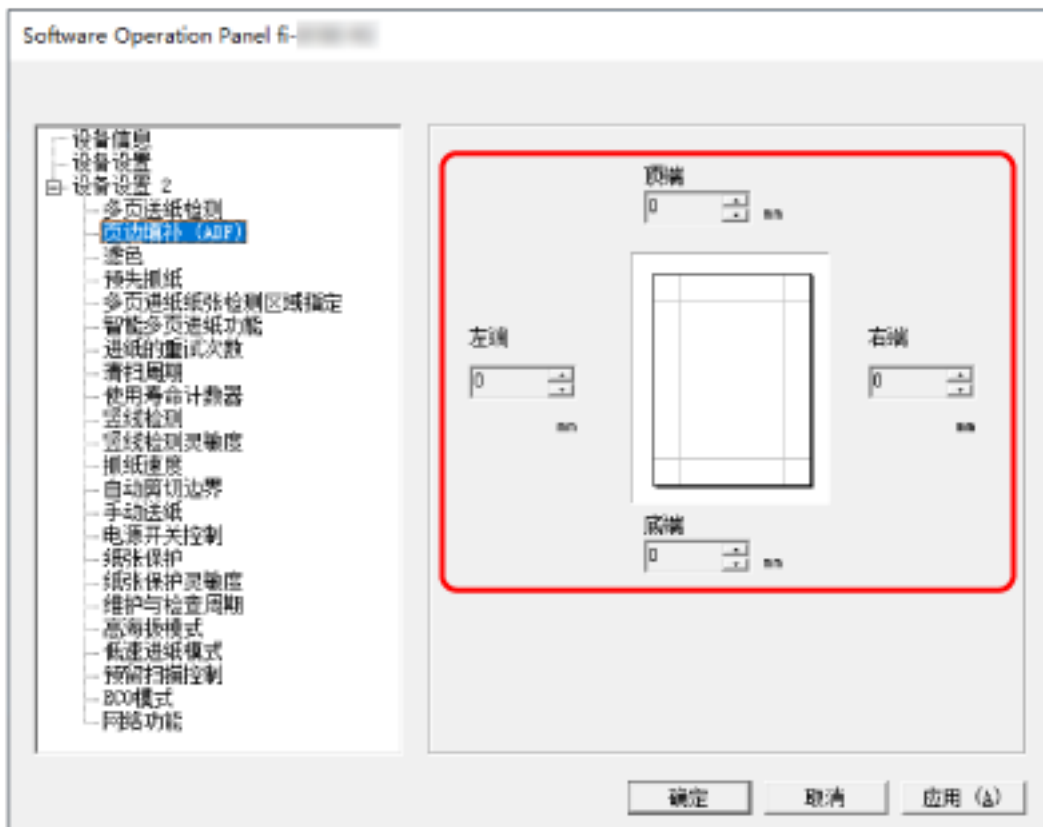 Software Operation Panel fi-
设备信息
设备设置
设备设置 2
多页送纸检测
页边填补 (ADF)
滤色
预先抓纸
多页进纸纸张检测区域指定
智能多页进纸功能
进纸的重试次数
清扫周期
使用寿命计数器
竖线检测
竖线检测灵敏度
抓纸速度
自动剪切边界
手动送纸
电源开关控制
纸张保护
纸张保护灵敏度
维护与检查周期
高海拔模式
低速进纸模式
预留扫描控制
ECO模式
网络功能
顶端
0 mm
左端
0
mm
右端
0
mm
底端
0 mm
确定 取消 应用 (A)